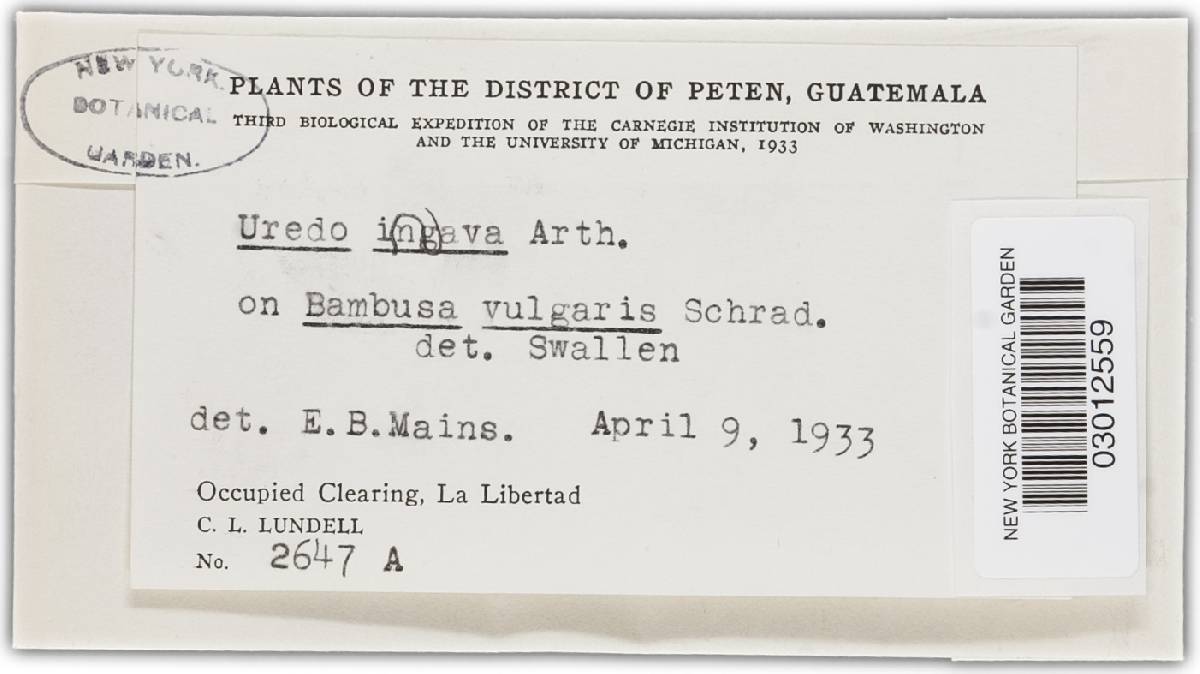 NEW YORK
BOTANICAL
GARDEN.
PLANTS OF THE DISTRICT OF PETEN, GUATEMALA
THIRD BIOLOGICAL EXPEDITION OF THE CARNEGIE INSTITUTION OF WASHINGTON
AND THE UNIVERSITY OF MICHIGAN, 1933
Uredo ingava Arth.
on Bambusa vulgaris Schrad.
det. Swallen
det. E.B.Mains. April 9, 1933
Occupied Clearing, La Libertad
C. L. LUNDELL
No. 2647 A
NEW YORK BOTANICAL GARDEN
03012559